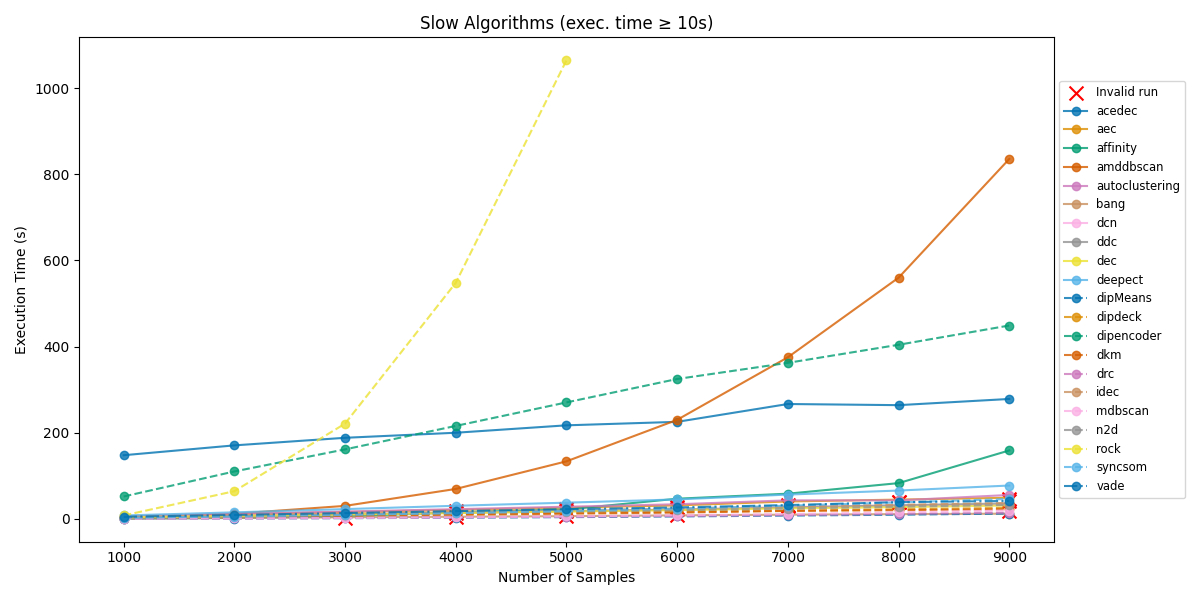 Slow Algorithms (exec. time ≥ 10s)
Execution Time (s)
1000
800
600
400
200
0
1000 2000 3000 4000 5000 6000 7000 8000 9000
Number of Samples
Invalid run
acedec
aec
affinity
amddbscan
autoclustering
bang
dcn
ddc
dec
deepect
dipMeans
dipdeck
dipencoder
dkm
drc
idec
mdbscan
n2d
rock
syncsom
vade